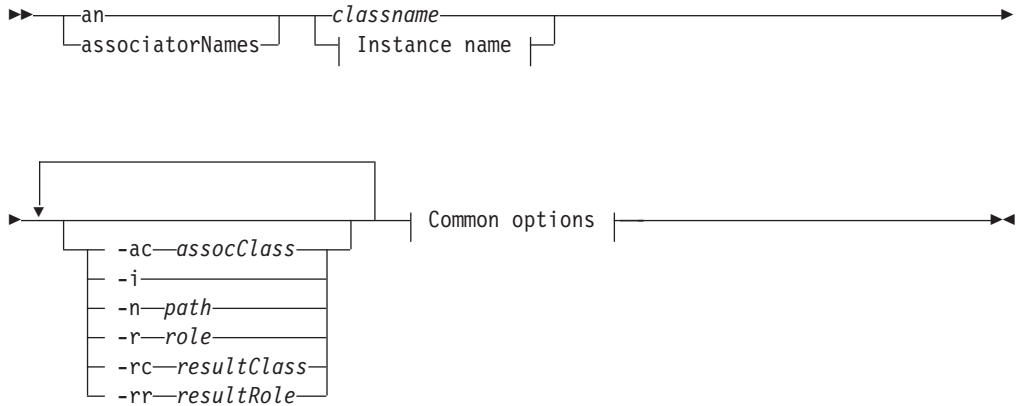 an classname
associatorNames Instance name
Common options
-ac assocClass
-i
-n path
-r role
-rc resultClass
-rr resultRole